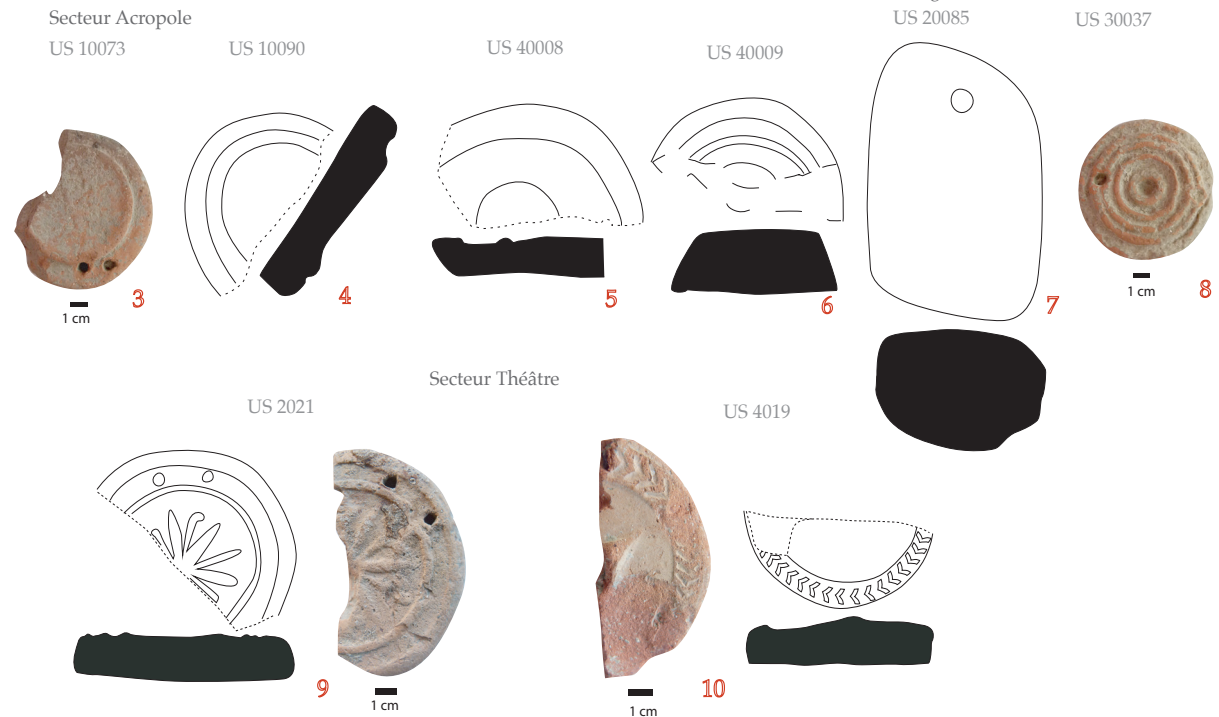 Secteur Acropole
US 10073
US 10090
US 40008
US 40009
US 20085
US 30037
3
4
5
6
7
8
1 cm
1 cm
Secteur Théâtre
US 2021
US 4019
9
10
1 cm
1 cm